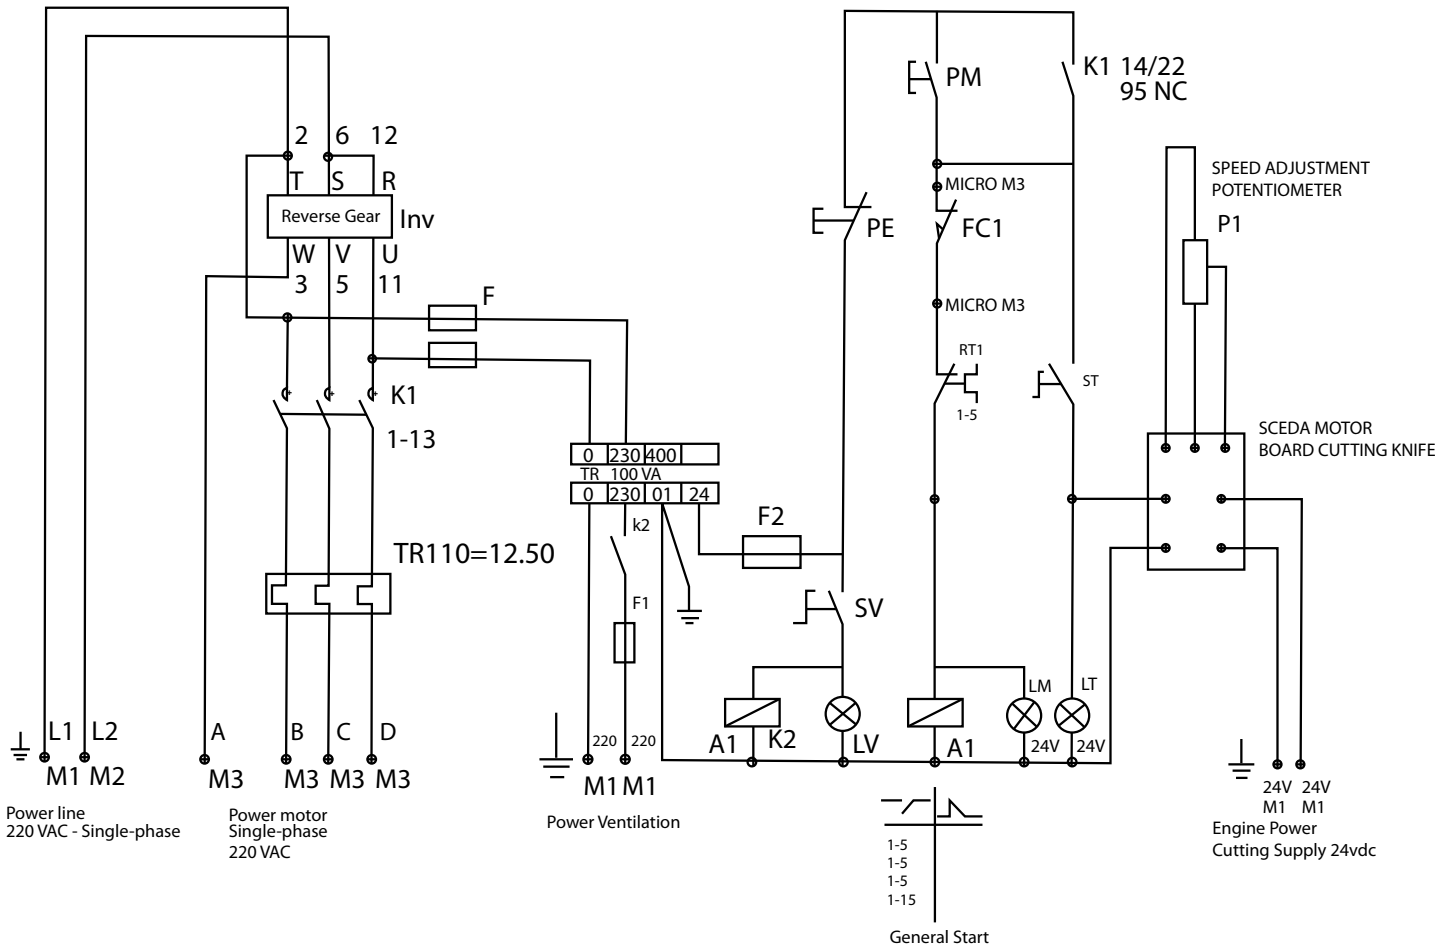 K1 14/22
95 NC
PM
2 6 12
T S R
Reverse Gear
Inv
W V U
3 5 11
MICRO M3
SPEED ADJUSTMENT
POTENTIOMETER
P1
PE
FC1
F
MICRO M3
RT1
1-5
ST
K1
1-13
SCEDA MOTOR
BOARD CUTTING KNIFE
0 230 400
TR 100 VA
0 230 01 24
k2
F2
TR110=12.50
F1
SV
LM
LT
L1 L2
A B C D
220 220
A1 K2 LV A1 24V 24V
M1 M2
M3 M3 M3 M3
M1 M1
24V 24V
M1 M1
Power line
220 VAC - Single-phase
Power motor
Single-phase
220 VAC
Power Ventilation
Engine Power
Cutting Supply 24vdc
1-5
1-5
1-5
1-15
General Start